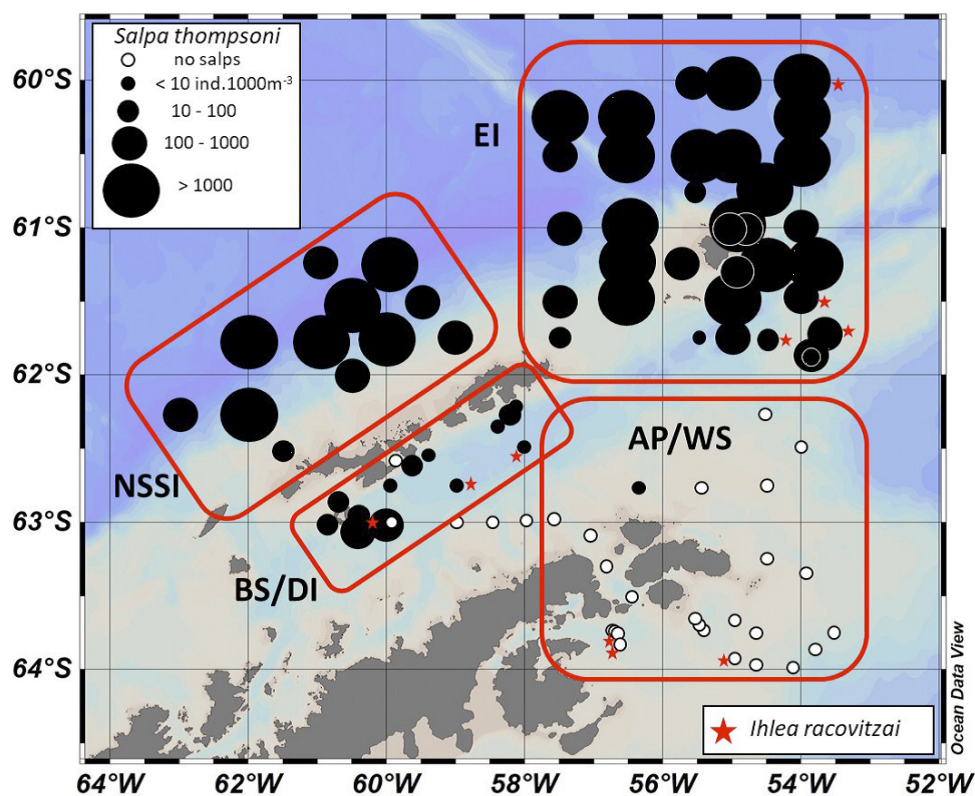 Salpa thompsoni
no salps
< 10 ind.1000m⁻³
10 - 100
100 - 1000
> 1000
60°S
EI
61°S
62°S
AP/WS
NSSI
63°S
BS/DI
64°S
Ihlea racovitzai
Ocean Data View
64°W 62°W 60°W 58°W 56°W 54°W 52°W